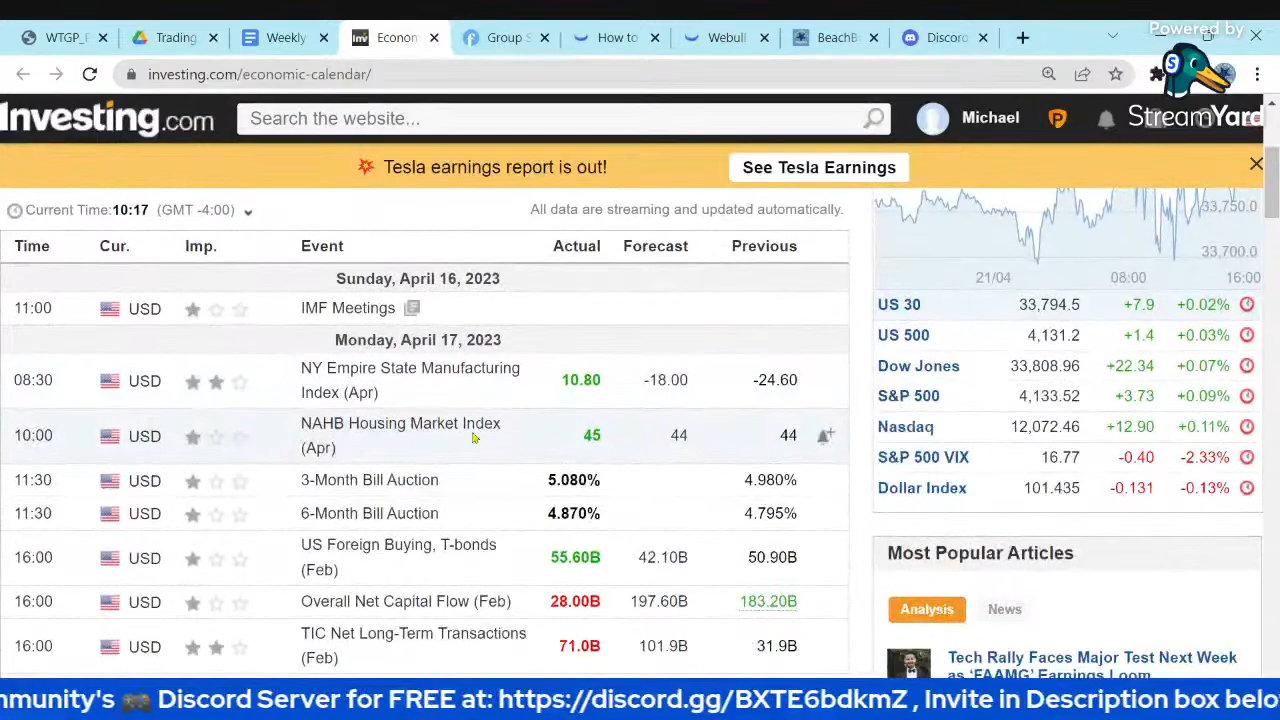 WTGP_E
Trading
Weekly
Inv
Econom
Group S
How to
Webull
BeachB
Discord
Powered by
investing.com/economic-calendar/
Investing.com
Search the website...
Michael
P
S
StreamYard
Tesla earnings report is out!
See Tesla Earnings
Current Time: 10:17 (GMT -4:00)
All data are streaming and updated automatically.
33,750.0
33,700.0
21/04 08:00 16:00
Time Cur. Imp. Event Actual Forecast Previous
Sunday, April 16, 2023
11:00 USD IMF Meetings
Monday, April 17, 2023
08:30 USD NY Empire State Manufacturing
Index (Apr) 10.80 -18.00 -24.60
10:00 USD NAHB Housing Market Index
(Apr) 45 44 44
11:30 USD 3-Month Bill Auction 5.080% 4.980%
11:30 USD 6-Month Bill Auction 4.870% 4.795%
16:00 USD US Foreign Buying, T-bonds
(Feb) 55.60B 42.10B 50.90B
16:00 USD Overall Net Capital Flow (Feb) 28.00B 197.60B 183.20B
16:00 USD TIC Net Long-Term Transactions
(Feb) 71.0B 101.9B 31.9B
US 30 33,794.5 +7.9 +0.02%
US 500 4,131.2 +1.4 +0.03%
Dow Jones 33,808.96 +22.34 +0.07%
S&P 500 4,133.52 +3.73 +0.09%
Nasdaq 12,072.46 +12.90 +0.11%
S&P 500 VIX 16.77 -0.40 -2.33%
Dollar Index 101.435 -0.131 -0.13%
Most Popular Articles
Analysis News
Tech Rally Faces Major Test Next Week
as ‘FAAMG’ Earnings Loom
mmunity's 🎮 Discord Server for FREE at: https://discord.gg/BXTE6bdkmZ , Invite in Description box belo